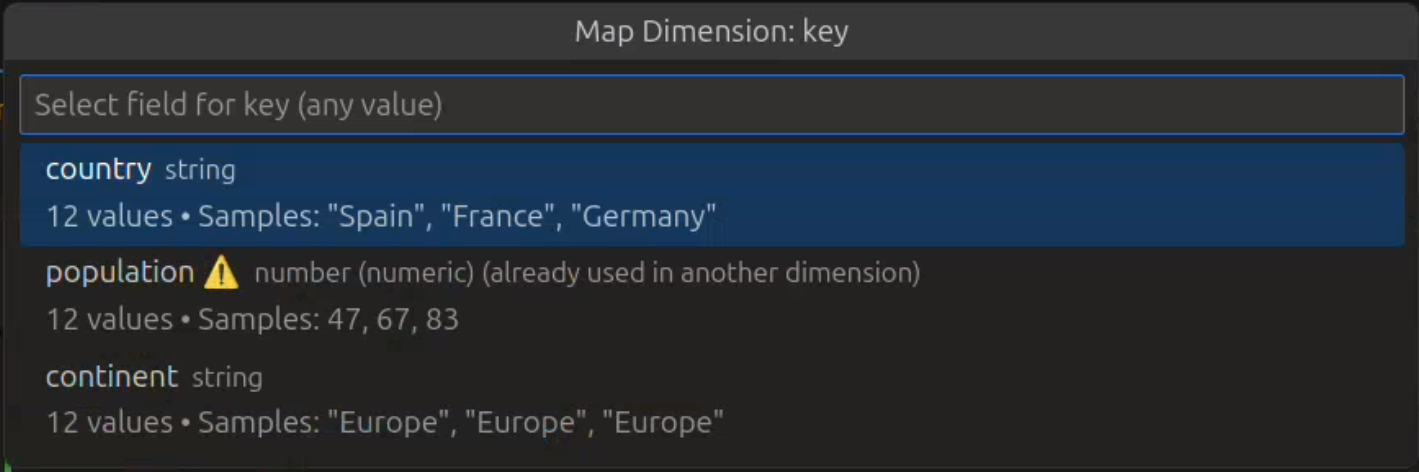 Map Dimension: key
Select field for key (any value)
country string
12 values • Samples: "Spain", "France", "Germany"
population ⚠️ number (numeric) (already used in another dimension)
12 values • Samples: 47, 67, 83
continent string
12 values • Samples: "Europe", "Europe", "Europe"